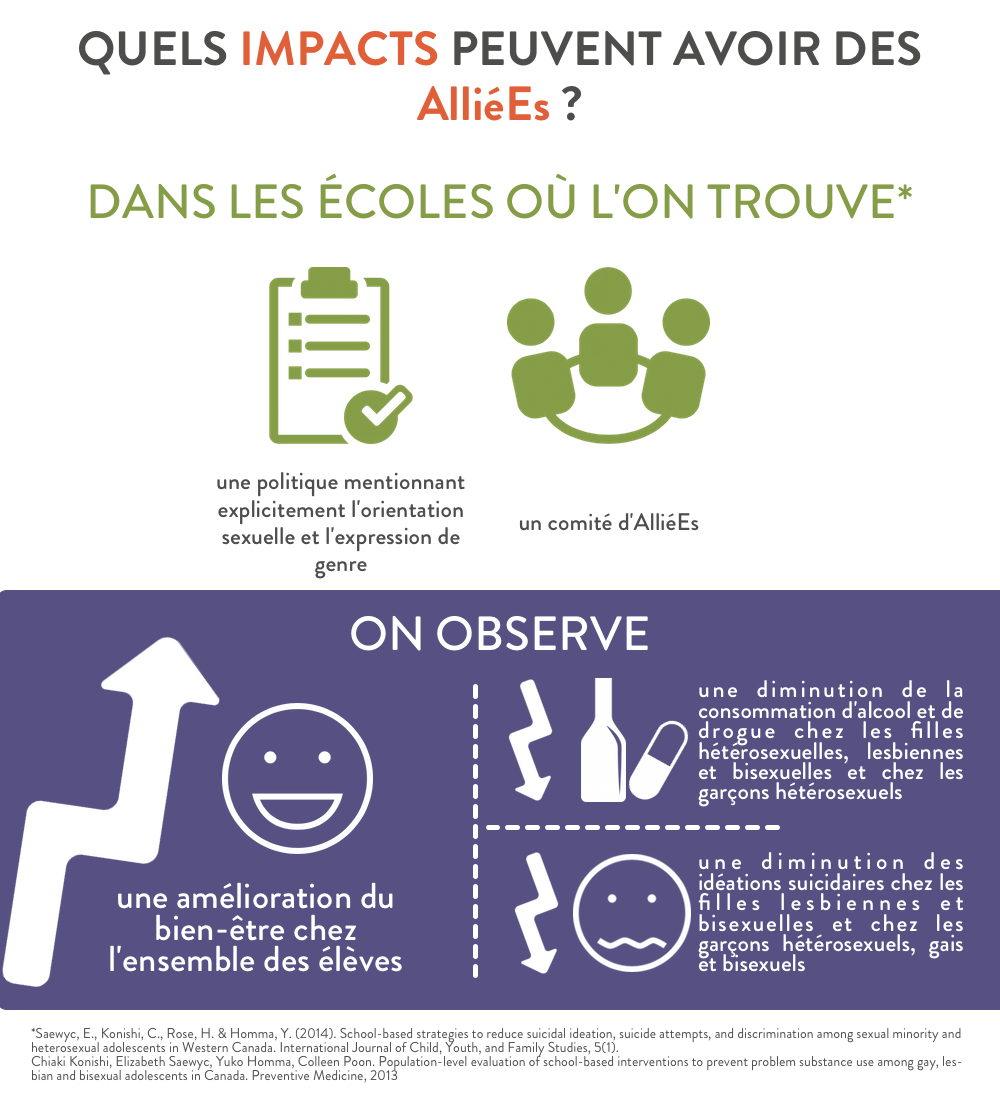 QUELS IMPACTS PEUVENT AVOIR DES
AlliéEs ?
DANS LES ÉCOLES OÙ L'ON TROUVE*
une politique mentionnant
explicitement l'orientation
sexuelle et l'expression de
genre
un comité d'AlliéEs
ON OBSERVE
une amélioration du
bien-être chez
l'ensemble des élèves
une diminution de la
consommation d'alcool et de
drogue chez les filles
hétérosexuelles, lesbiennes
et bisexuelles et chez les
garçons hétérosexuels
une diminution des
idéations suicidaires chez les
filles lesbiennes et
bisexuelles et chez les
garçons hétérosexuels, gais
et bisexuels
*Saewyc, E., Konishi, C., Rose, H. & Homma, Y. (2014). School-based strategies to reduce suicidal ideation, suicide attempts, and discrimination among sexual minority and
heterosexual adolescents in Western Canada. International Journal of Child, Youth, and Family Studies, 5(1).
Chiaki Konishi, Elizabeth Saewyc, Yuko Homma, Colleen Poon. Population-level evaluation of school-based interventions to prevent problem substance use among gay, les-
bian and bisexual adolescents in Canada. Preventive Medicine, 2013